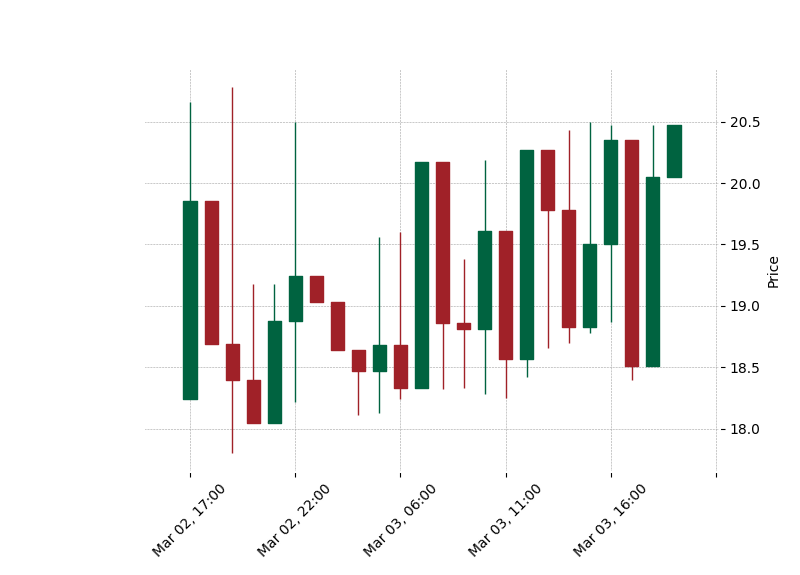 20.5
20.0
19.5
19.0
18.5
18.0
Price
Mar 02, 17:00
Mar 02, 22:00
Mar 03, 06:00
Mar 03, 11:00
Mar 03, 16:00